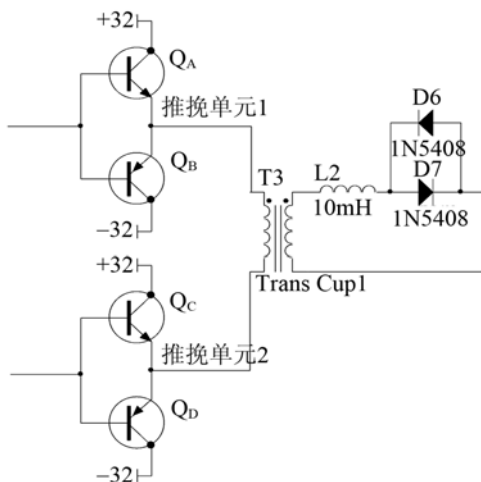 +32
QA
推挽单元1
QB
−32
+32
QC
推挽单元2
QD
−32
T3
Trans Cup1
L2
10mH
D6
1N5408
D7
1N5408